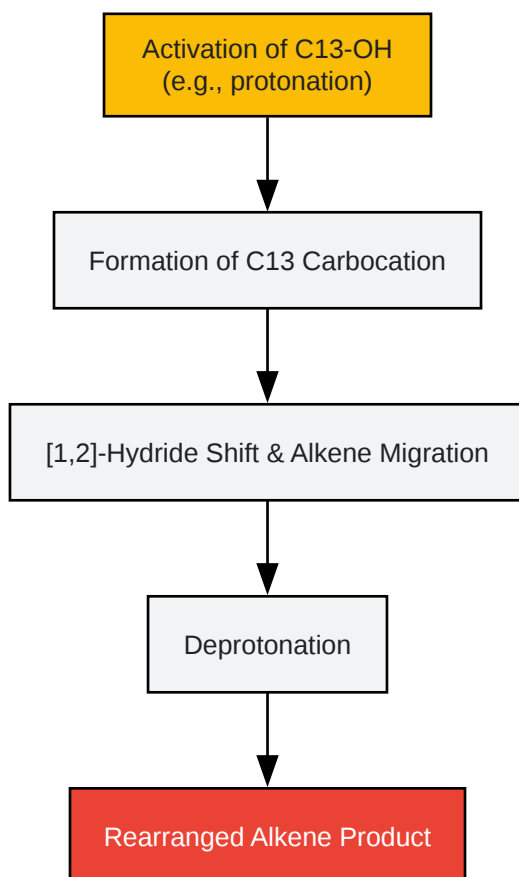 Activation of C13-OH
(e.g., protonation)
Formation of C13 Carbocation
[1,2]-Hydride Shift & Alkene Migration
Deprotonation
Rearranged Alkene Product